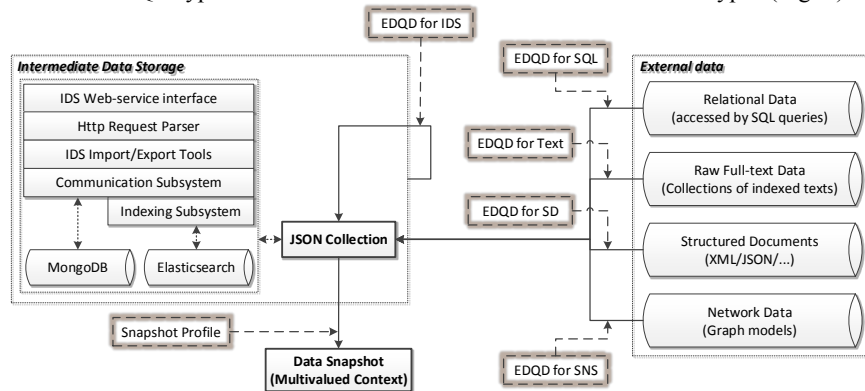 EDQD for IDS
Intermediate Data Storage
IDS Web-service interface
Http Request Parser
IDS Import/Export Tools
Communication Subsystem
Indexing Subsystem
MongoDB
Elasticsearch
JSON Collection
Snapshot Profile
Data Snapshot
(Multivalued Context)
EDQD for SQL
EDQD for Text
EDQD for SD
EDQD for SNS
External data
Relational Data
(accessed by SQL queries)
Raw Full-text Data
(Collections of indexed texts)
Structured Documents
(XML/JSON/...)
Network Data
(Graph models)